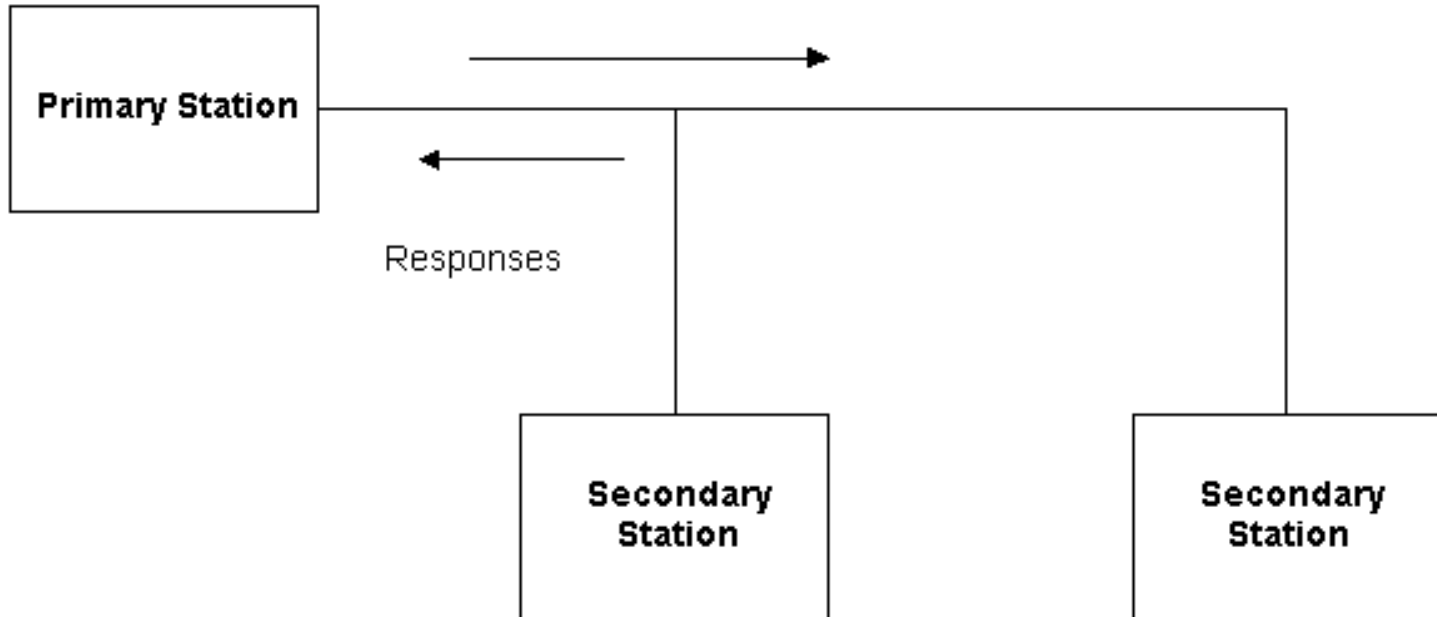 Primary Station
Responses
Secondary
Station
Secondary
Station